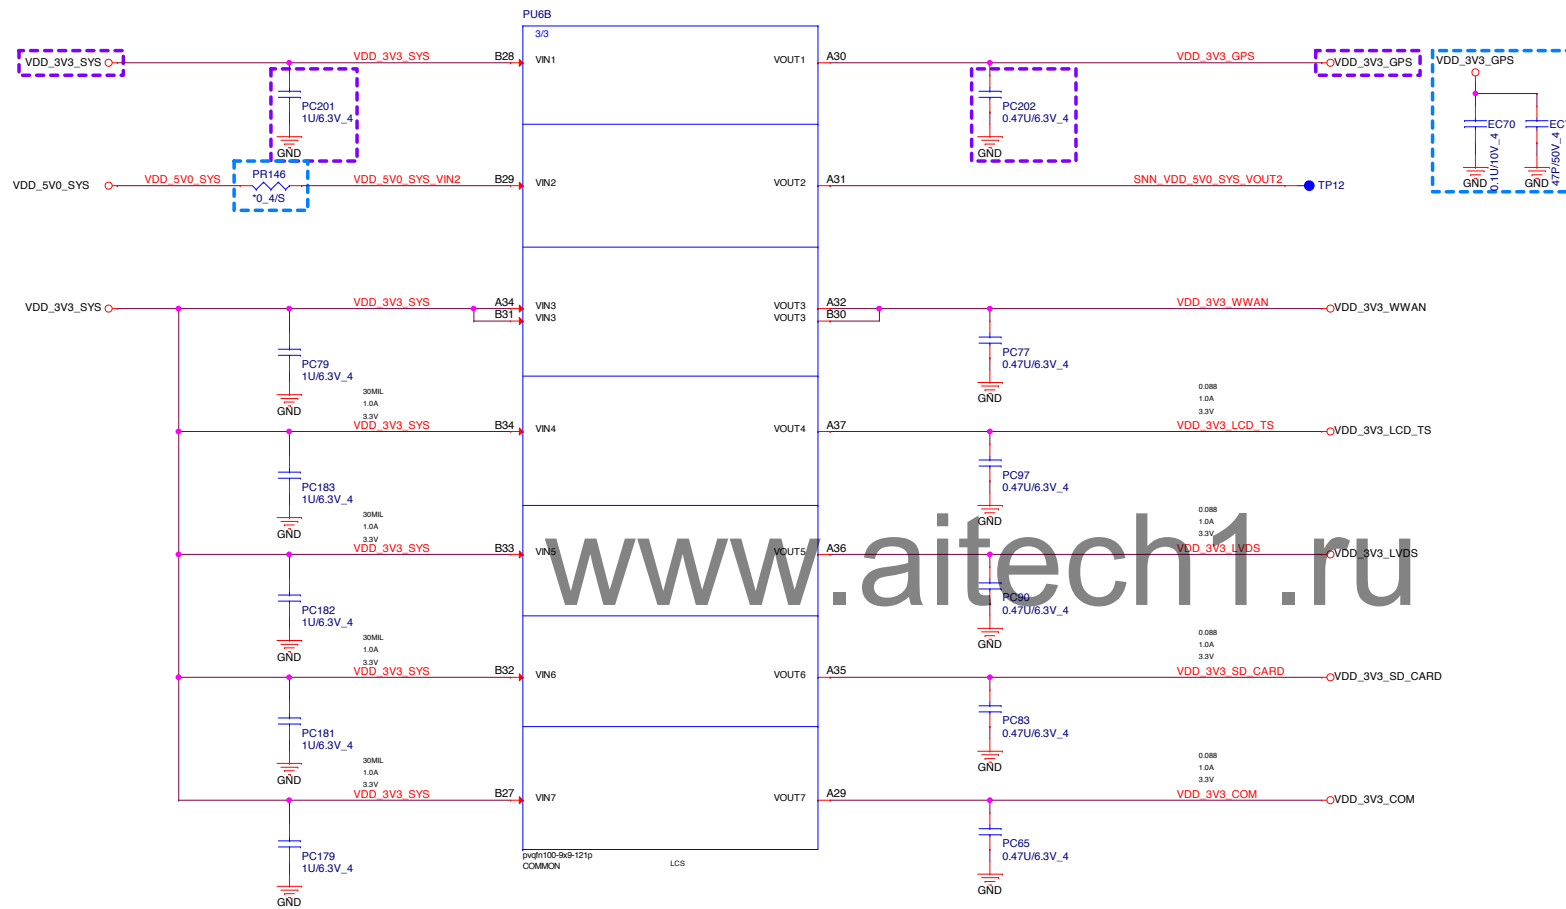 PU6B
3/3
VDD_3V3_SYS
VDD_3V3_SYS
B28
VIN1
VOUT1
A30
VDD_3V3_GPS
VDD_3V3_GPS
VDD_3V3_GPS
PC201
1U/6.3V_4
GND
PC202
0.47U/6.3V_4
GND
EC70
0.1U/10V_4
GND
47P/50V_4
GND
VDD_5V0_SYS
VDD_5V0_SYS
PR146
*0_4/S
VDD_5V0_SYS_VIN2
B29
VIN2
VOUT2
A31
SNN_VDD_5V0_SYS_VOUT2
TP12
VDD_3V3_SYS
VDD_3V3_SYS
A34
B31
VIN3
VIN3
VOUT3
VOUT3
A32
B30
VDD_3V3_WWAN
VDD_3V3_WWAN
PC79
1U/6.3V_4
GND
PC77
0.47U/6.3V_4
GND
30MIL
1.0A
3.3V
VDD_3V3_SYS
B34
VIN4
VOUT4
A37
0.088
1.0A
3.3V
VDD_3V3_LCD_TS
VDD_3V3_LCD_TS
PC183
1U/6.3V_4
GND
PC97
0.47U/6.3V_4
GND
30MIL
1.0A
3.3V
VDD_3V3_SYS
B33
VIN5
VOUT5
A36
0.088
1.0A
3.3V
VDD_3V3_LVDS
VDD_3V3_LVDS
www.aitech1.ru
PC182
1U/6.3V_4
GND
PC90
0.47U/6.3V_4
GND
30MIL
1.0A
3.3V
VDD_3V3_SYS
B32
VIN6
VOUT6
A35
0.088
1.0A
3.3V
VDD_3V3_SD_CARD
VDD_3V3_SD_CARD
PC181
1U/6.3V_4
GND
PC83
0.47U/6.3V_4
GND
30MIL
1.0A
3.3V
VDD_3V3_SYS
B27
VIN7
VOUT7
A29
0.088
1.0A
3.3V
VDD_3V3_COM
VDD_3V3_COM
PC179
1U/6.3V_4
GND
PC65
0.47U/6.3V_4
GND
pvqfn100-9x9-121p
COMMON
LCS